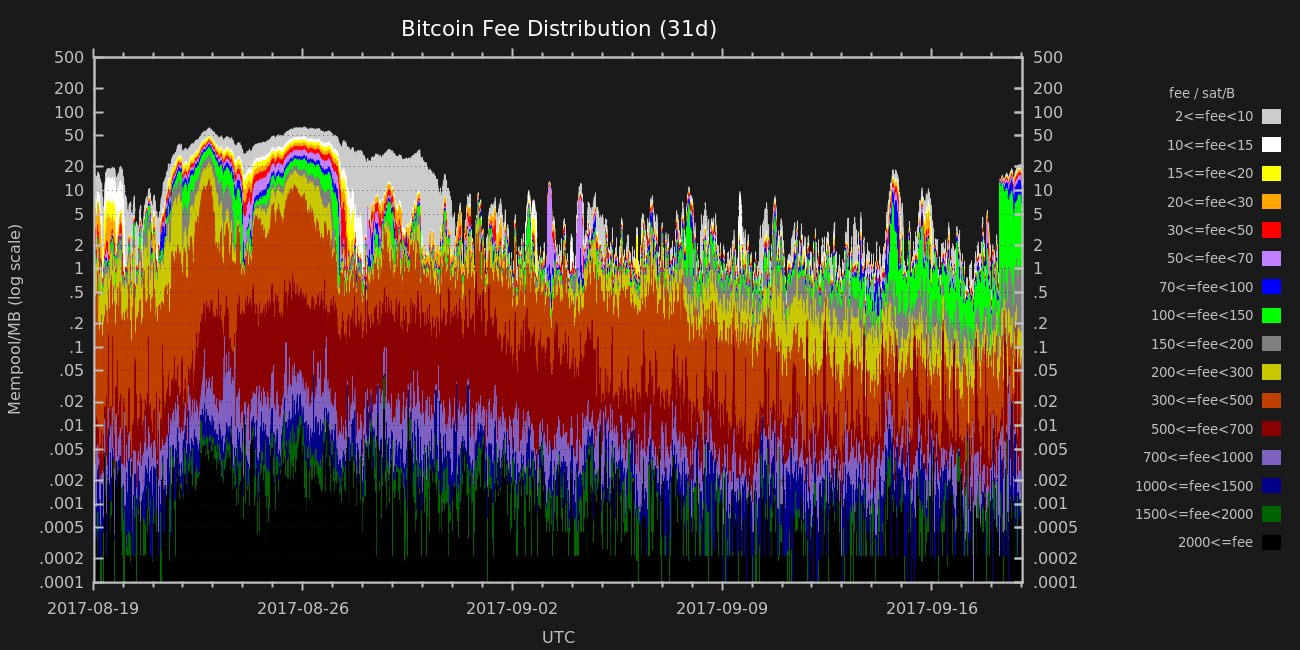 Bitcoin Fee Distribution (31d)
500
200
100
50
20
10
5
2
1
.5
.2
.1
.05
.02
.01
.005
.002
.001
.0005
.0002
.0001
Mempool/MB (log scale)
500
200
100
50
20
10
5
2
1
.5
.2
.1
.05
.02
.01
.005
.002
.001
.0005
.0002
.0001
2017-08-19
2017-08-26
2017-09-02
2017-09-09
2017-09-16
UTC
fee / sat/B
2<=fee<10
10<=fee<15
15<=fee<20
20<=fee<30
30<=fee<50
50<=fee<70
70<=fee<100
100<=fee<150
150<=fee<200
200<=fee<300
300<=fee<500
500<=fee<700
700<=fee<1000
1000<=fee<1500
1500<=fee<2000
2000<=fee